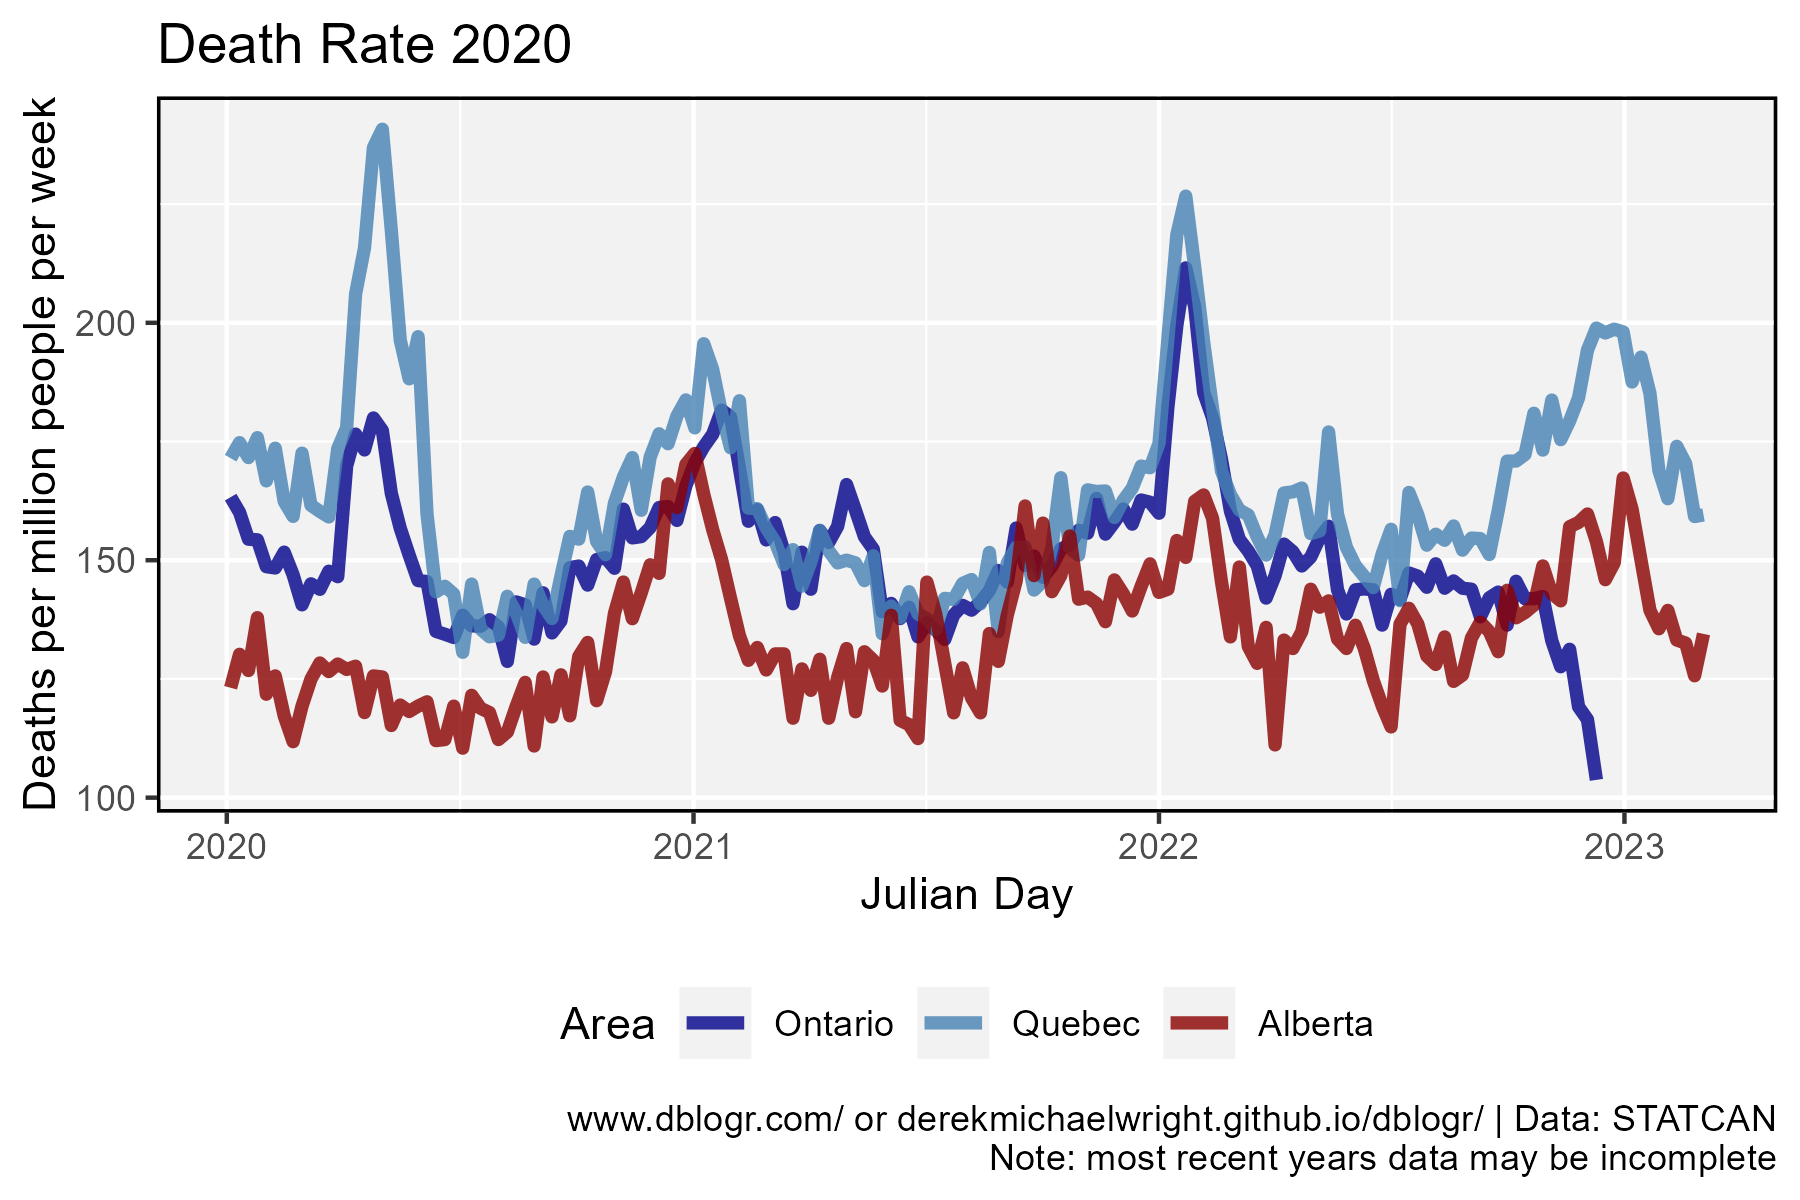 Death Rate 2020
Deaths per million people per week
200
150
100
2020 2021 2022 2023
Julian Day
Area Ontario Quebec Alberta
www.dblogr.com/ or derekmichaelwright.github.io/dblogr/ | Data: STATCAN
Note: most recent years data may be incomplete